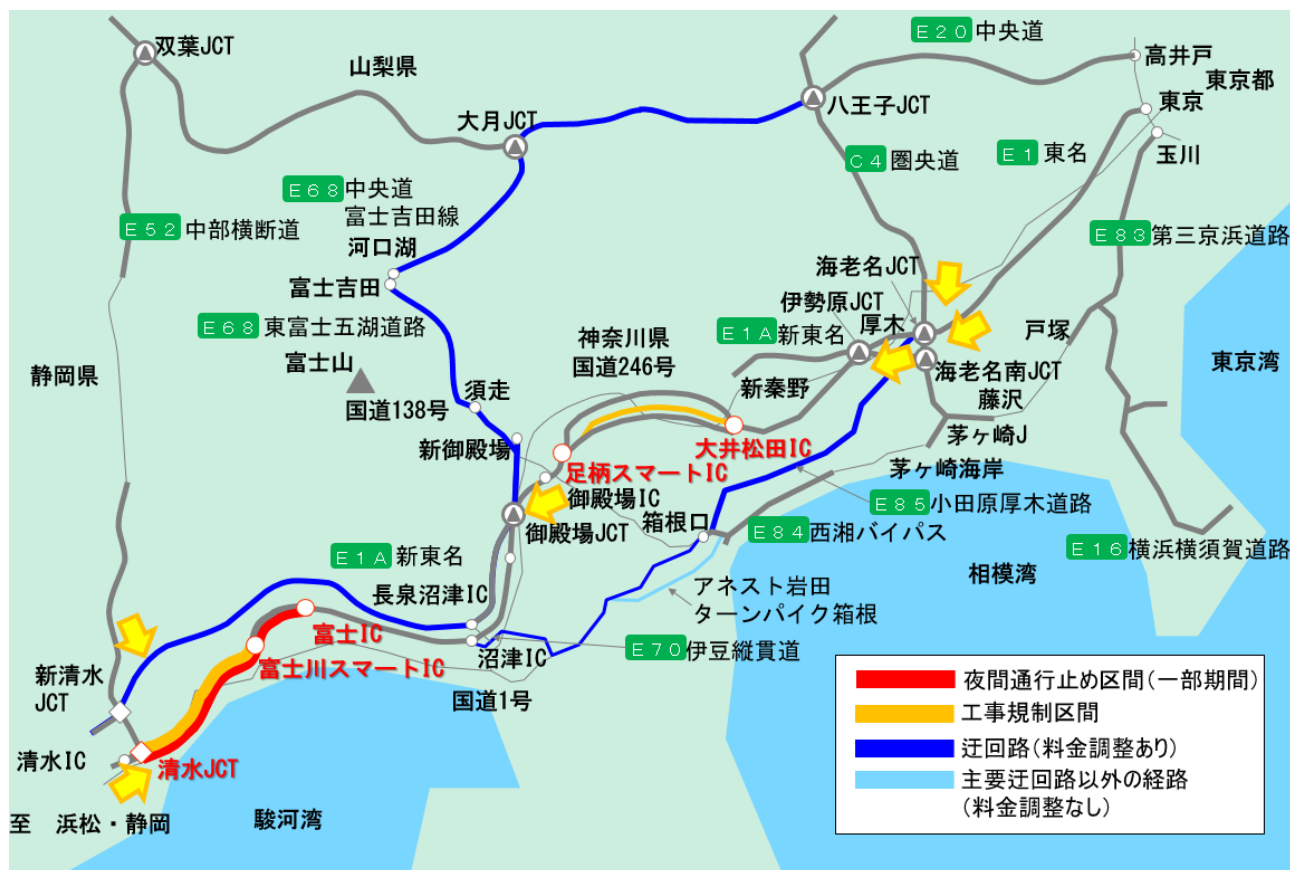 E20 中央道
双葉JCT
高井戸
山梨県
東京都
八王子JCT
東京
大月JCT
C4 圏央道
E1 東名
玉川
E68 中央道
富士吉田線
E52 中部横断道
E83 第三京浜道路
河口湖
海老名JCT
富士吉田
伊勢原JCT
E68 東富士五湖道路
E1A 新東名
厚木
戸塚
神奈川県
国道246号
富士山
東京湾
静岡県
海老名南JCT
新秦野
須走
国道138号
藤沢
茅ヶ崎J
新御殿場
大井松田IC
足柄スマートIC
茅ヶ崎海岸
御殿場IC
E85 小田原厚木道路
箱根口
御殿場JCT
E84 西湘バイパス
E1A 新東名
E16 横浜横須賀道路
相模湾
アネスト岩田
ターンパイク箱根
長泉沼津IC
富士IC
E70 伊豆縦貫道
沼津IC
富士川スマートIC
新清水
JCT
国道1号
清水IC
清水JCT
至 浜松・静岡
駿河湾
夜間通行止め区間(一部期間)
工事規制区間
迂回路(料金調整あり)
主要迂回路以外の経路
(料金調整なし)